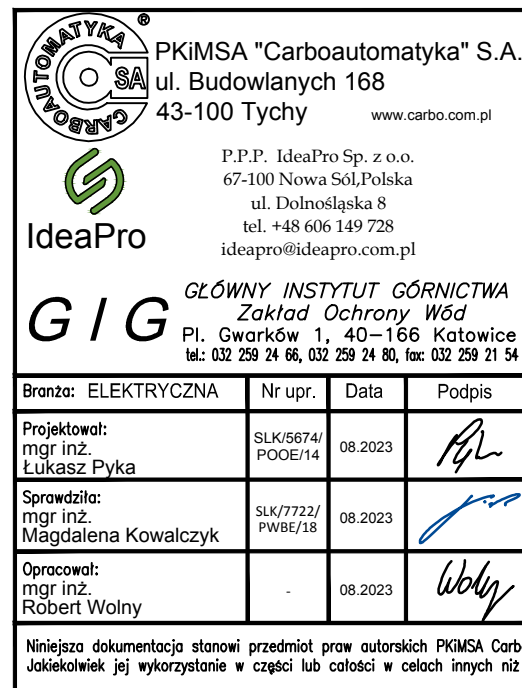 CARBOAUTOMATYKA
C SA ®
PKiMSA "Carboautomatyka" S.A.
ul. Budowlanych 168
43-100 Tychy www.carbo.com.pl
IdeaPro
P.P.P. IdeaPro Sp. z o.o.
67-100 Nowa Sól,Polska
ul. Dolnośląska 8
tel. +48 606 149 728
ideapro@ideapro.com.pl
GIG
GŁÓWNY INSTYTUT GÓRNICTWA
Zakład Ochrony Wód
Pl. Gwarków 1, 40-166 Katowice
tel.: 032 259 24 66, 032 259 24 80, fax: 032 259 21 54
Branża: ELEKTRYCZNA Nr upr. Data Podpis
Projektował:
mgr inż.
Łukasz Pyka
SLK/5674/
POOE/14
08.2023
Sprawdziła:
mgr inż.
Magdalena Kowalczyk
SLK/7722/
PWBE/18
08.2023
Opracował:
mgr inż.
Robert Wolny
-
08.2023
Wolny
Niniejsza dokumentacja stanowi przedmiot praw autorskich PKiMSA Carb
Jakiekolwiek jej wykorzystanie w części lub całości w celach innych niż